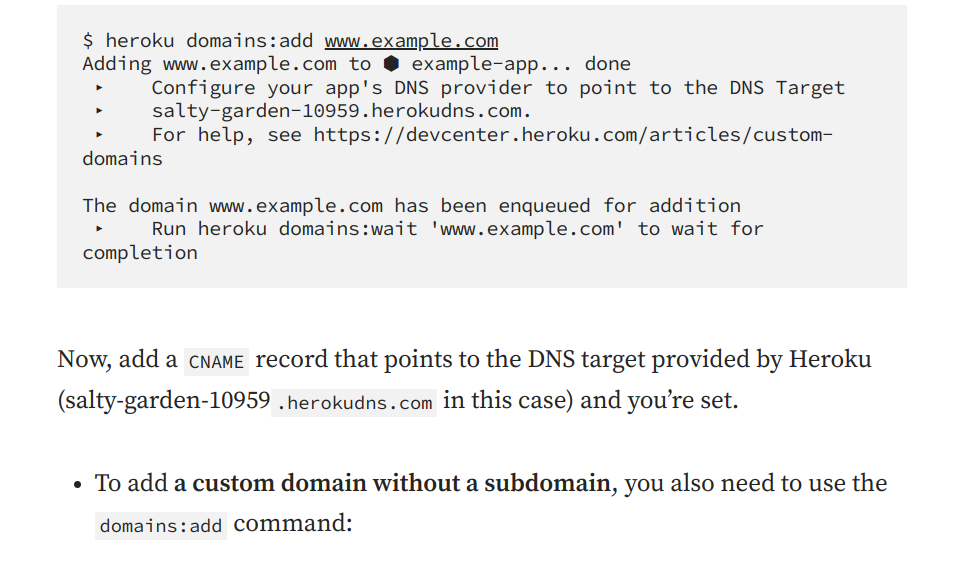 $ heroku domains:add www.example.com
Adding www.example.com to ⬢ example-app... done
▸ Configure your app's DNS provider to point to the DNS Target
▸ salty-garden-10959.herokudns.com.
▸ For help, see https://devcenter.heroku.com/articles/custom-
domains
The domain www.example.com has been enqueued for addition
▸ Run heroku domains:wait 'www.example.com' to wait for
completion
Now, add a CNAME record that points to the DNS target provided by Heroku
(salty-garden-10959.herokudns.com in this case) and you’re set.
• To add a custom domain without a subdomain, you also need to use the
domains:add command: